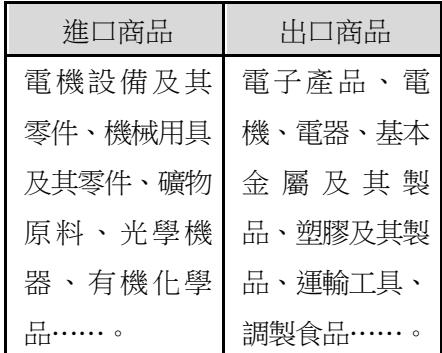 進口商品
出口商品
電機設備及其
零件、機械用具
及其零件、礦物
原料、光學機
器、有機化學
品……。
電子產品、電
機、電器、基本
金屬及其製
品、塑膠及其製
品、運輸工具、
調製食品……。